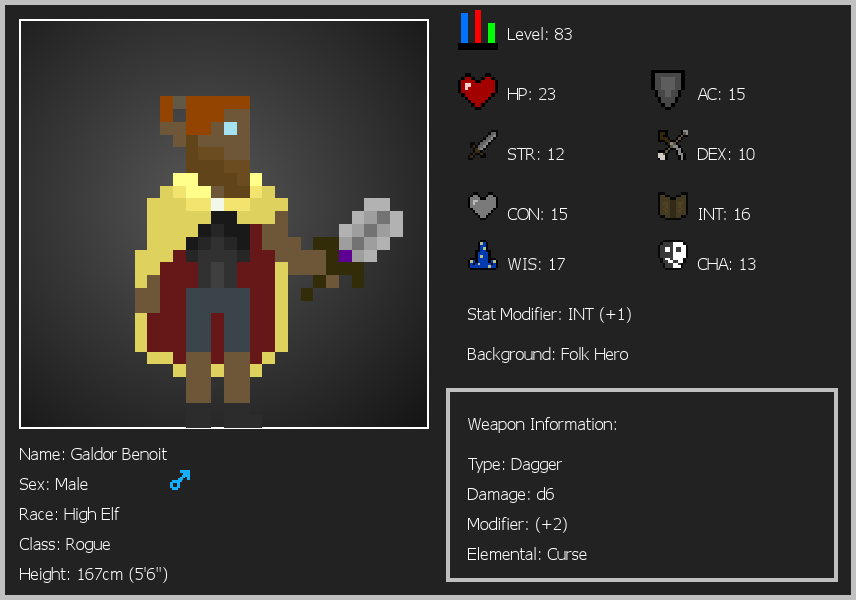 Level: 83
HP: 23
AC: 15
STR: 12
DEX: 10
CON: 15
INT: 16
WIS: 17
CHA: 13
Stat Modifier: INT (+1)
Background: Folk Hero
Weapon Information:
Type: Dagger
Damage: d6
Modifier: (+2)
Elemental: Curse
Name: Galdor Benoit
Sex: Male
Race: High Elf
Class: Rogue
Height: 167cm (5'6")